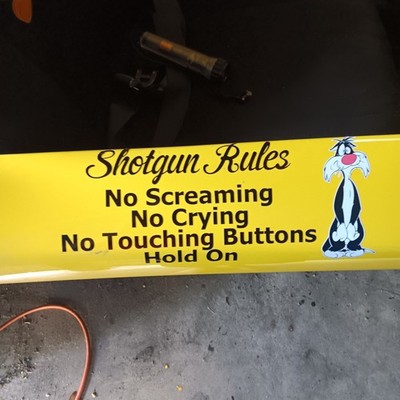 Shotgun Rules
No Screaming
No Crying
No Touching Buttons
Hold On